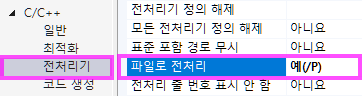 C/C++
일반
최적화
전처리기
코드 생성
전처리기 정의 해제
모든 전처리기 정의 해제 아니요
표준 포함 경로 무시 아니요
파일로 전처리 예(/P)
전처리 줄 번호 표시 안 함 아니요